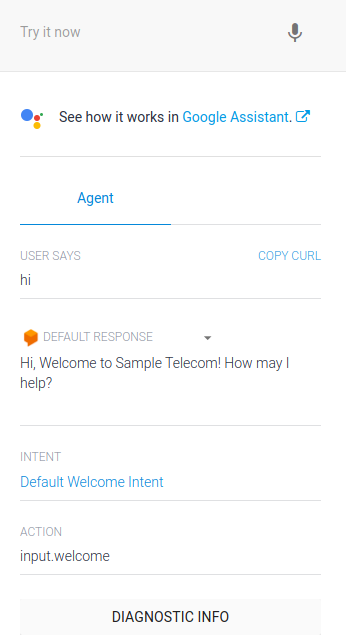 Try it now
See how it works in Google Assistant.
Agent
USER SAYS COPY CURL
hi
DEFAULT RESPONSE
Hi, Welcome to Sample Telecom! How may I
help?
INTENT
Default Welcome Intent
ACTION
input.welcome
DIAGNOSTIC INFO